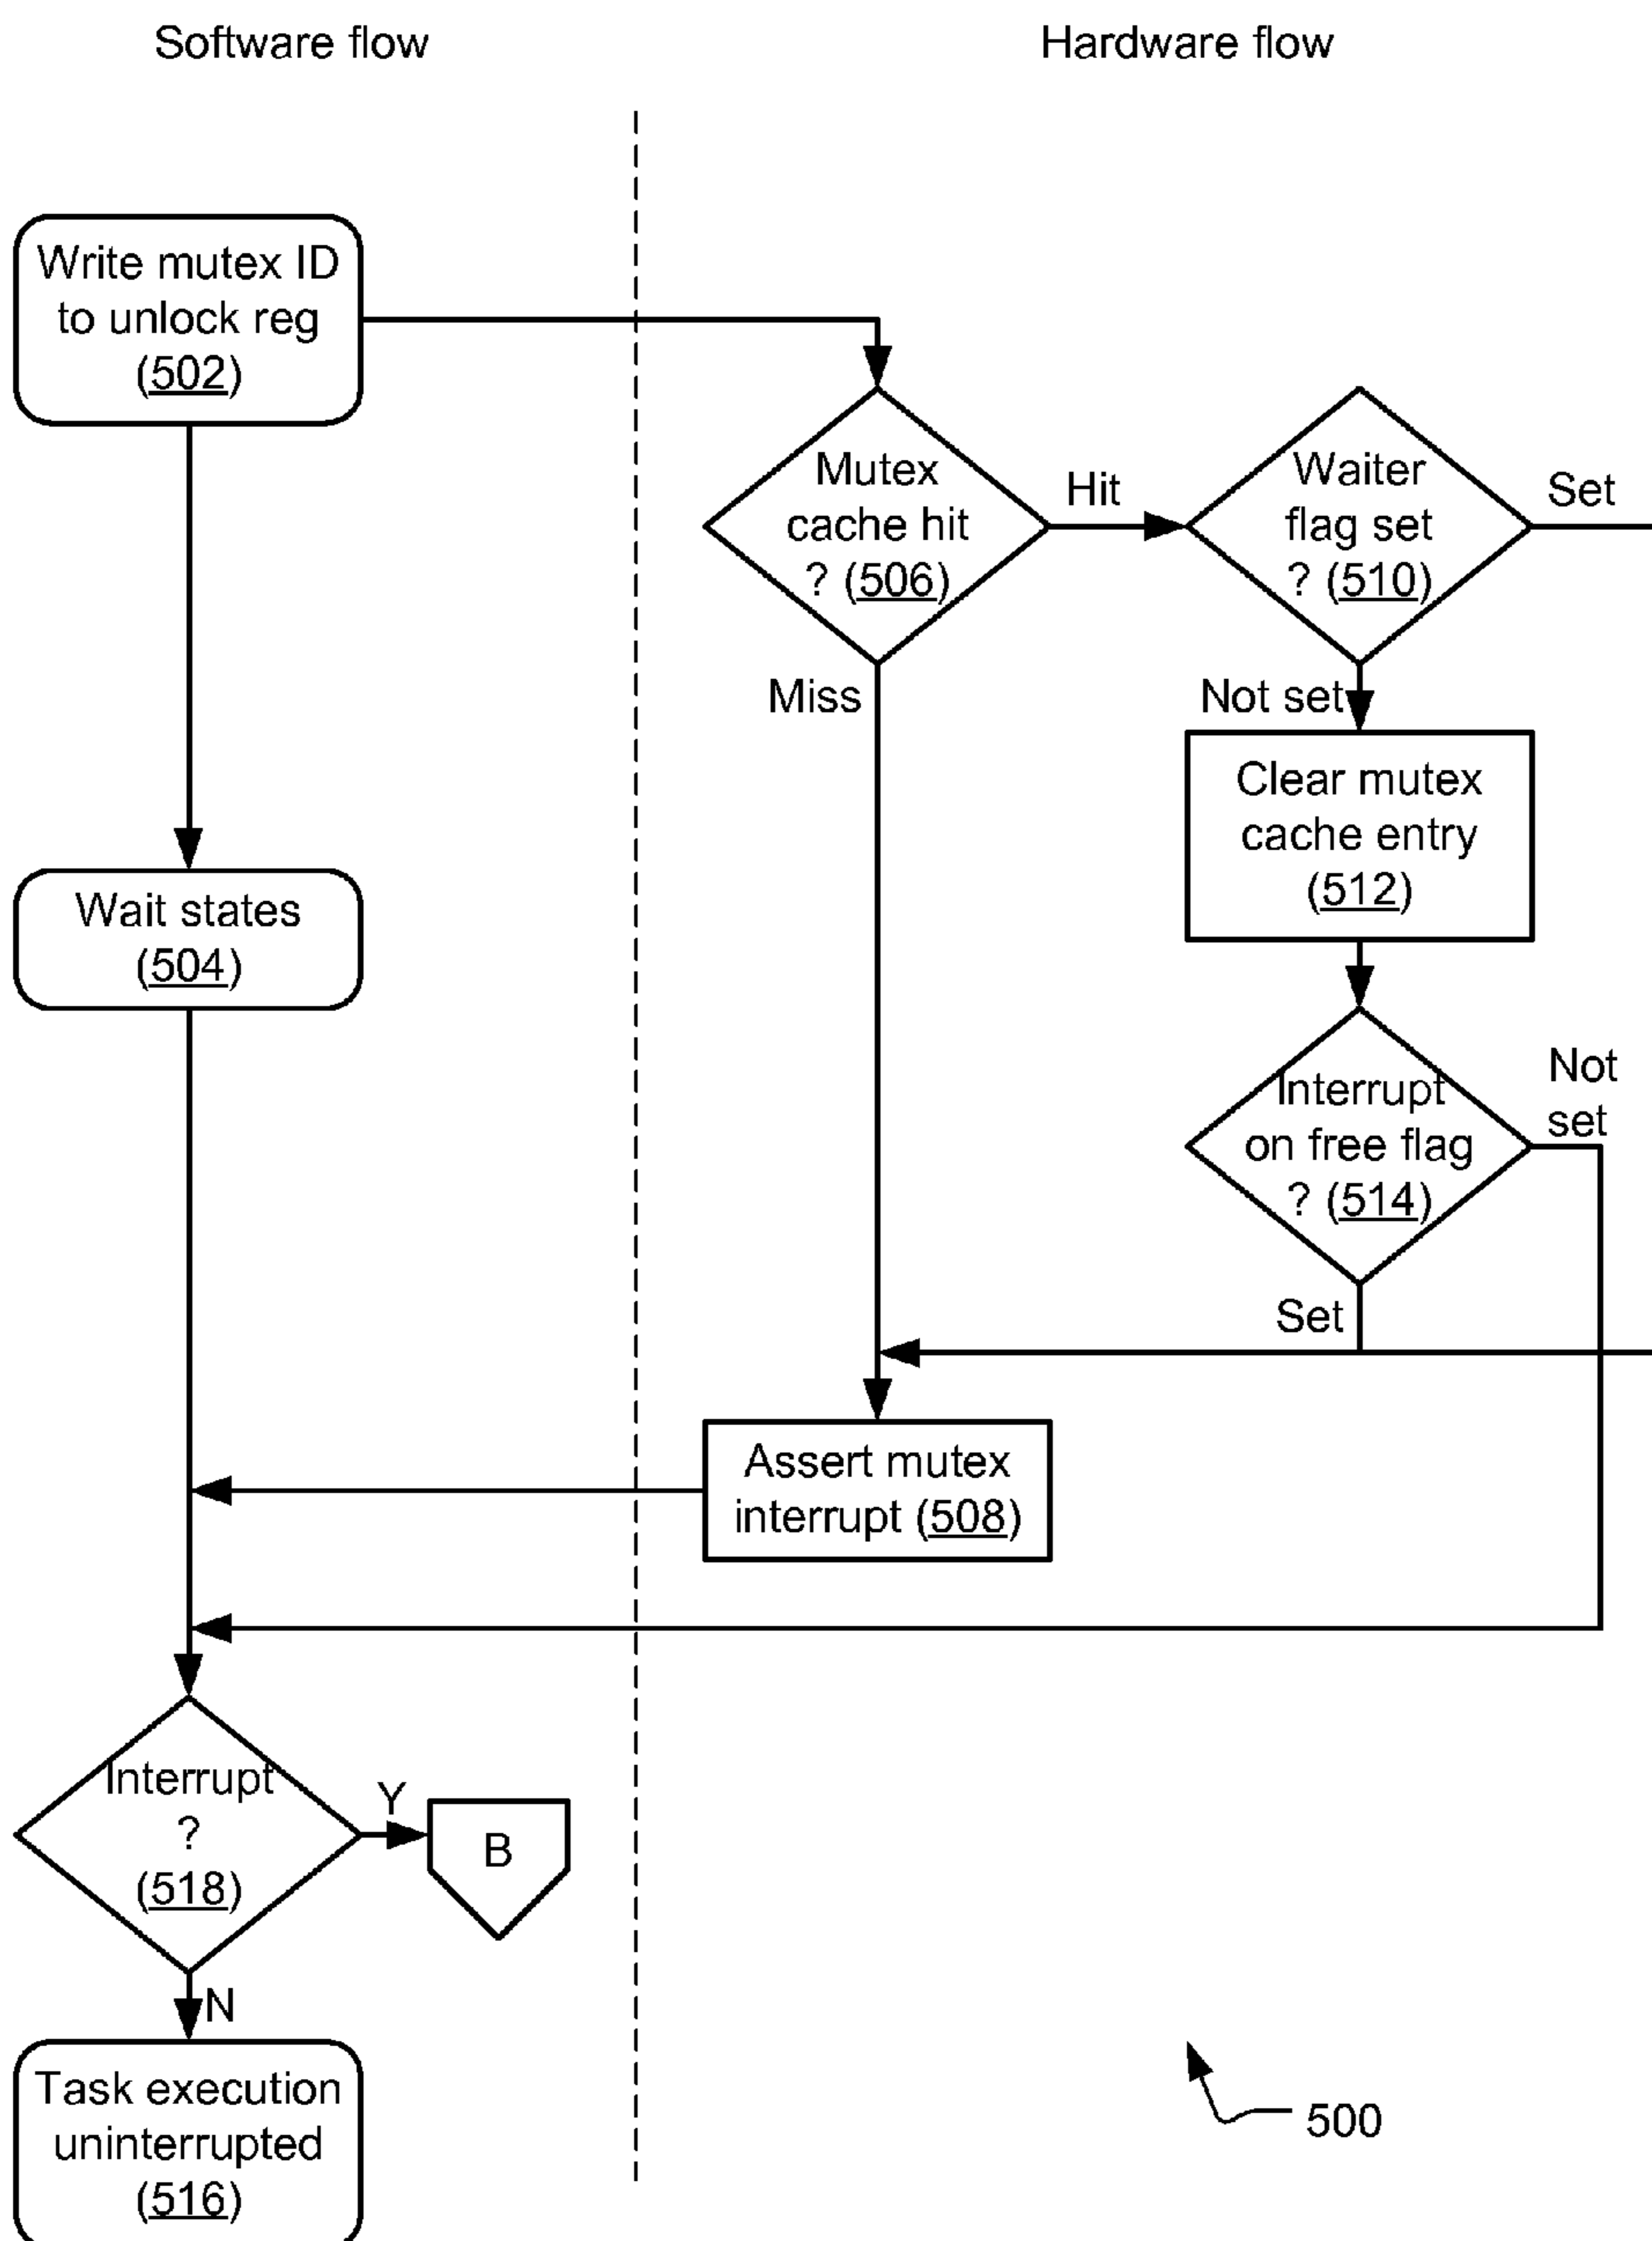 Software flow
Hardware flow
Write mutex ID
to unlock reg
(502)
Mutex
cache hit
? (506)
Hit
Waiter
flag set
? (510)
Set
Miss
Not set
Clear mutex
cache entry
(512)
Wait states
(504)
Interrupt
on free flag
? (514)
Not
set
Set
Assert mutex
interrupt (508)
Interrupt
?
(518)
Y
B
N
Task execution
uninterrupted
(516)
500